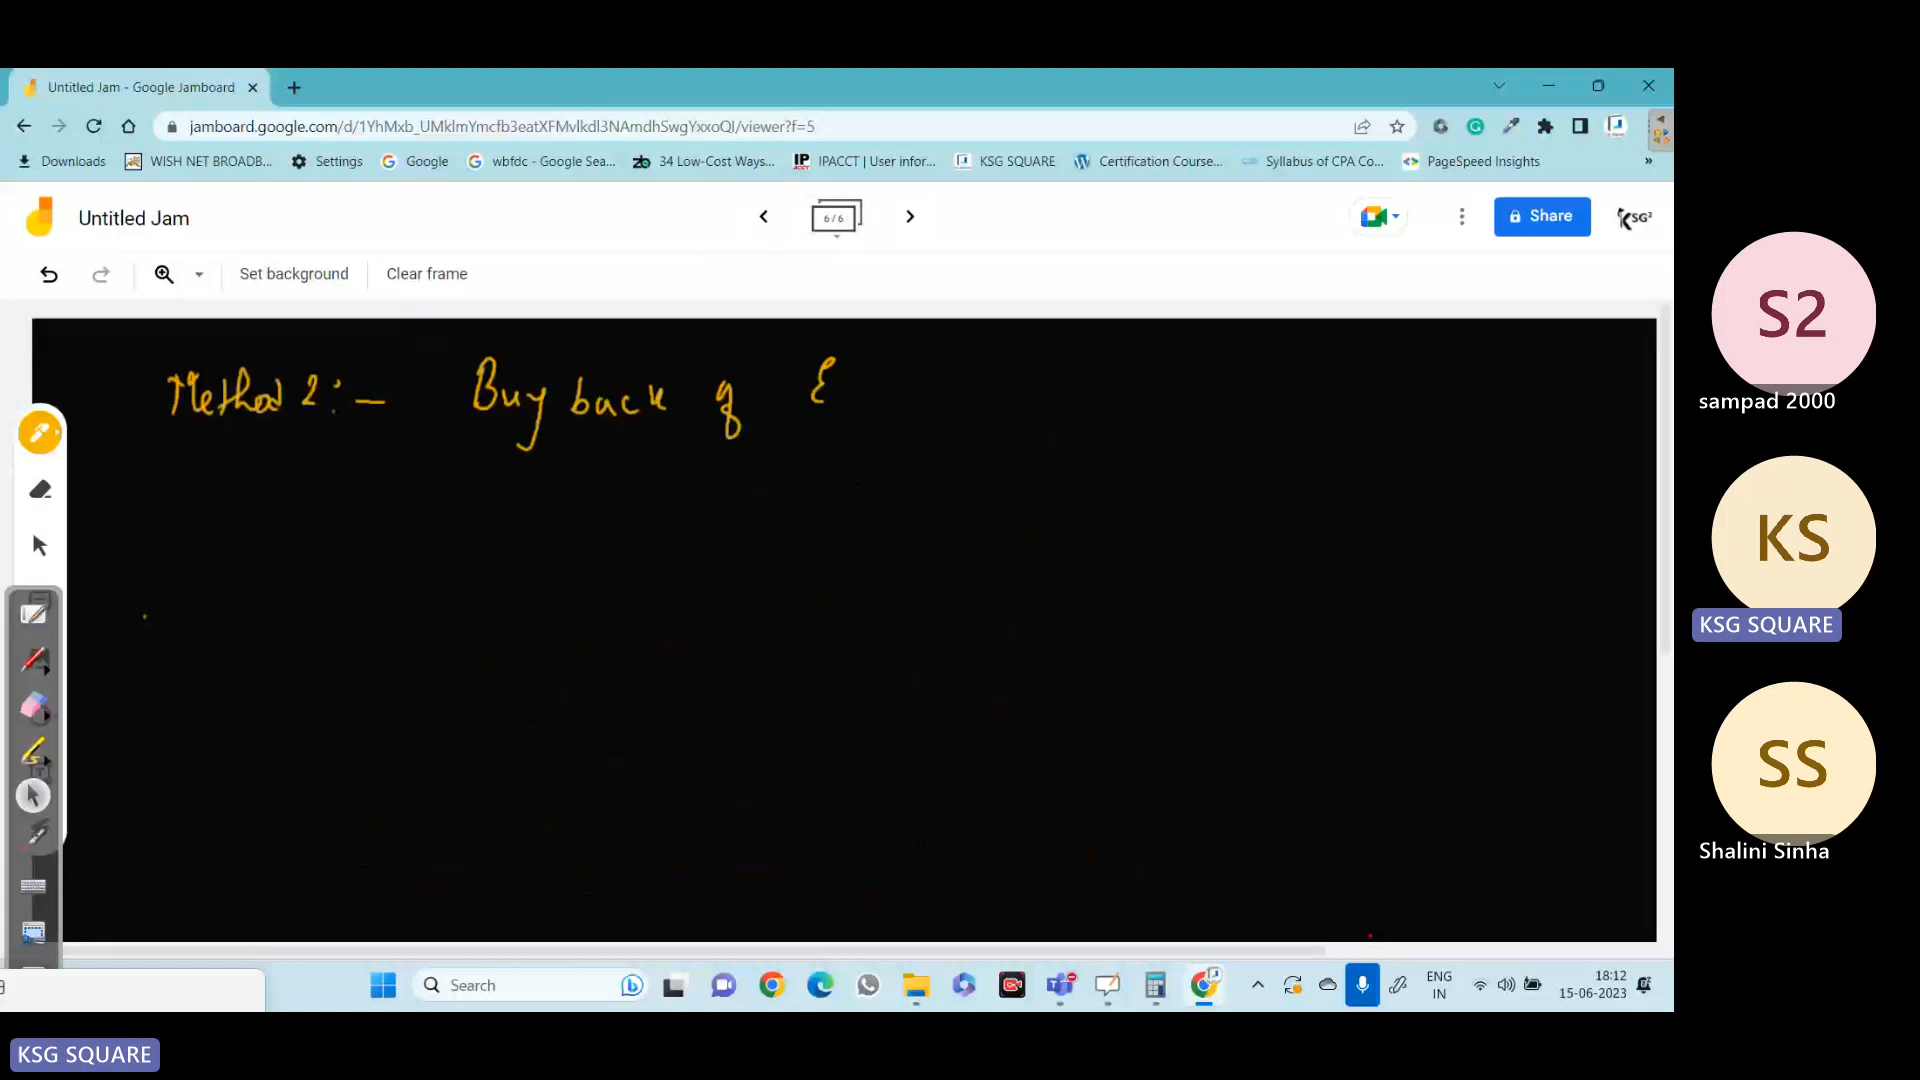 Untitled Jam - Google Jamboard
jamboard.google.com/d/1YhMxb_UMklmYmcfb3eatXFMvlkdl3NAmdhSwgYxxoQI/viewer?f=5
Downloads WISH NET BROADB... Settings Google wbfdc - Google Sea... 34 Low-Cost Ways... IPACCT | User infor... KSG SQUARE Certification Course... Syllabus of CPA Co... PageSpeed Insights »
Untitled Jam 6 / 6 Share KSG²
Set background Clear frame
Method 2:- Buy back of E
S2
sampad 2000
KS
KSG SQUARE
SS
Shalini Sinha
Search
ENG
IN
18:12
15-06-2023
KSG SQUARE